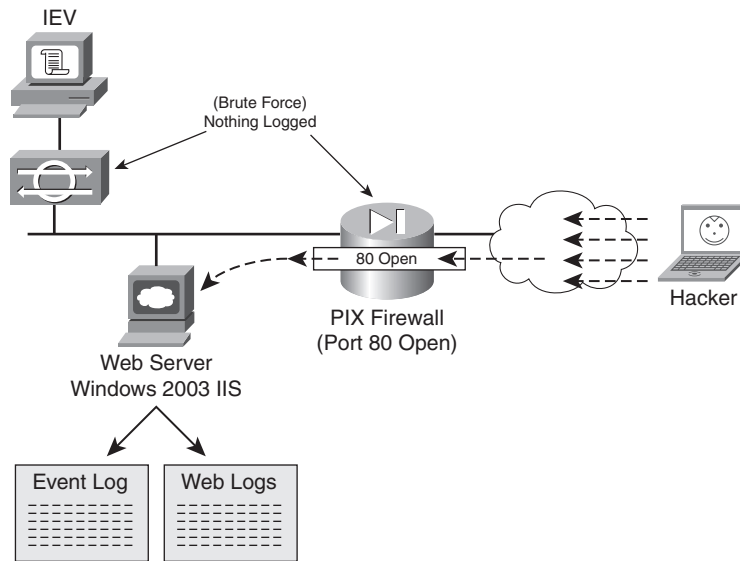 IEV
(Brute Force)
Nothing Logged
80 Open
Hacker
PIX Firewall
(Port 80 Open)
Web Server
Windows 2003 IIS
Event Log
Web Logs